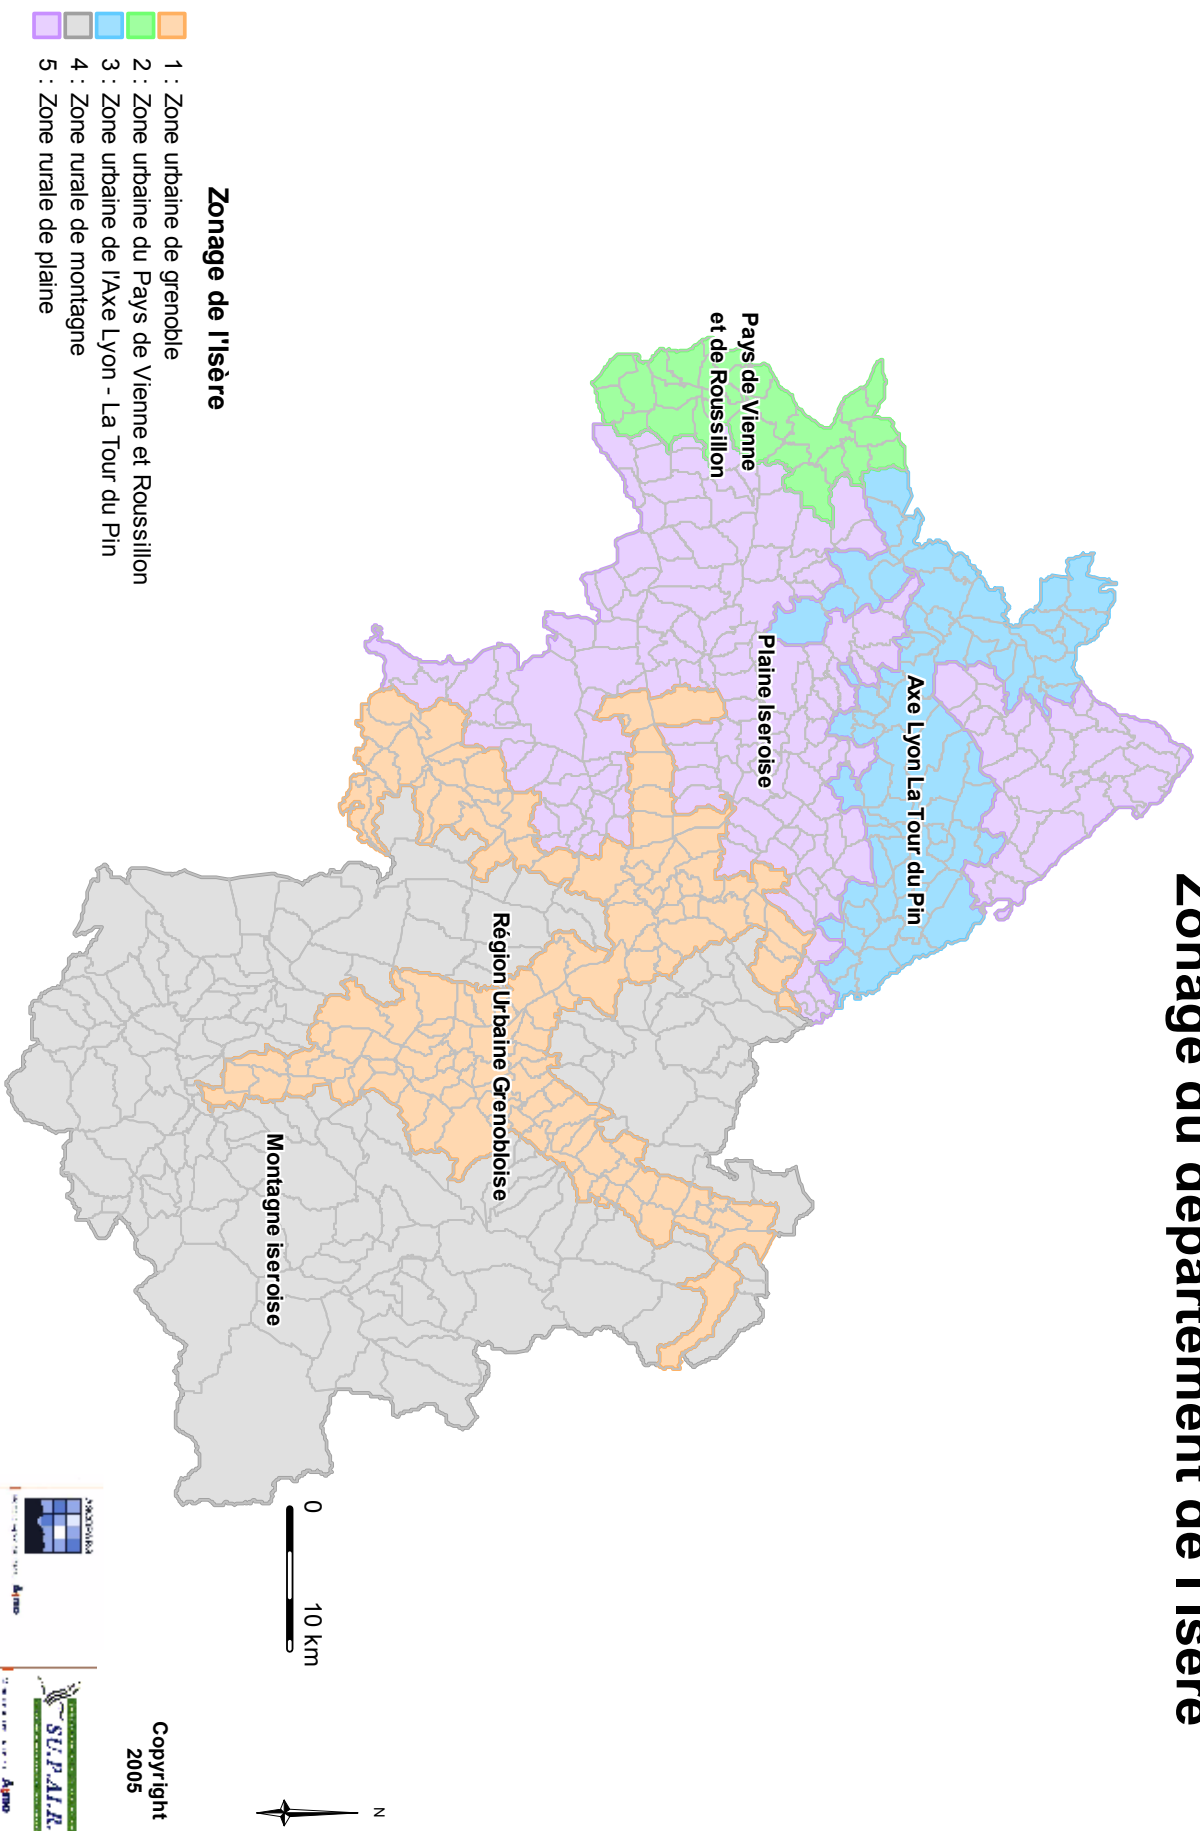 Zonage du département de l'Isère
Axe Lyon La Tour du Pin
Plaine Iseroise
Pays de Vienne
et de Roussillon
Région Urbaine Grenobloise
Montagne iseroise
Zonage de l'Isère
1 : Zone urbaine de grenoble
2 : Zone urbaine du Pays de Vienne et Roussillon
3 : Zone urbaine de l'Axe Lyon - La Tour du Pin
4 : Zone rurale de montagne
5 : Zone rurale de plaine
0 10 km
N
Copyright
2005
ASCOPARG
SU.P.AI.R.